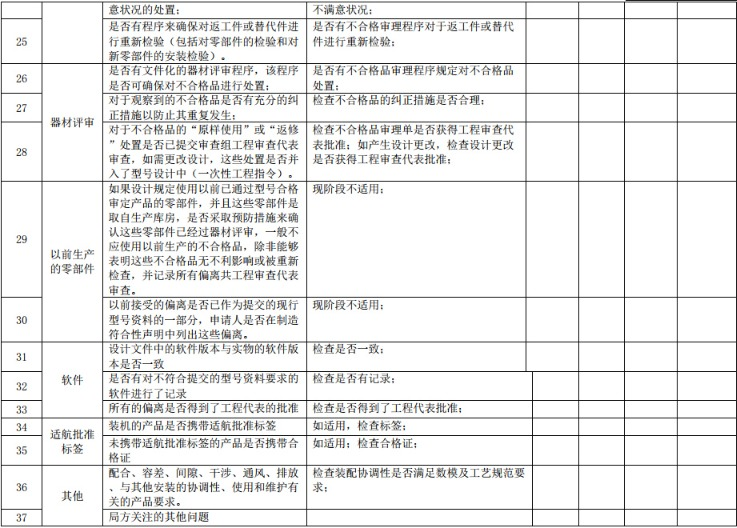 意状况的处置；
不满意状况；
25
是否有程序来确保对返工件或替代件进
行重新检验（包括对零部件的检验和对
新零部件的安装检验）。
是否有不合格审理程序对于返工件或替代
件进行重新检验；
器材评审
26
是否有文件化的器材评审程序，该程序
是否可确保对不合格品进行处置；
是否有不合格品审理程序规定对不合格品
处置；
27
对于观察到的不合格品是否有充分的纠
正措施以防止其重复发生；
检查不合格品的纠正措施是否合理；
28
对于不合格品的“原样使用”或“返修
”处置是否已提交审查组工程审查代表
审查，如需更改设计，这些处置是否并
入了型号设计中（一次性工程指令）。
检查不合格品审理单是否获得工程审查代
表批准；如产生设计更改，检查设计更改
是否获得工程审查代表批准；
以前生产
的零部件
29
如果设计规定使用以前已通过型号合格
审定产品的零部件，并且这些零部件是
取自生产库房，是否采取预防措施来确
认这些零部件已经过器材评审，一般不
应使用以前生产的不合格品，除非能够
表明这些不合格品无不利影响或被重新
检查，并记录所有偏离共工程审查代表
审查。
现阶段不适用；
30
以前接受的偏离是否已作为提交的现行
型号资料的一部分，申请人是否在制造
符合性声明中列出这些偏离。
现阶段不适用；
软件
31
设计文件中的软件版本与实物的软件版
本是否一致
检查是否一致；
32
是否有对不符合提交的型号资料要求的
软件进行了记录
检查是否有记录；
33
所有的偏离是否得到了工程代表的批准
检查是否得到了工程代表批准；
适航批准
标签
34
装机的产品是否携带适航批准标签
如适用，检查标签；
35
未携带适航批准标签的产品是否携带合
格证
如适用；检查合格证；
其他
36
配合、容差、间隙、干涉、通风、排放
、与其他安装的协调性、使用和维护有
关的产品要求。
检查装配协调性是否满足数模及工艺规范要
求；
37
局方关注的其他问题